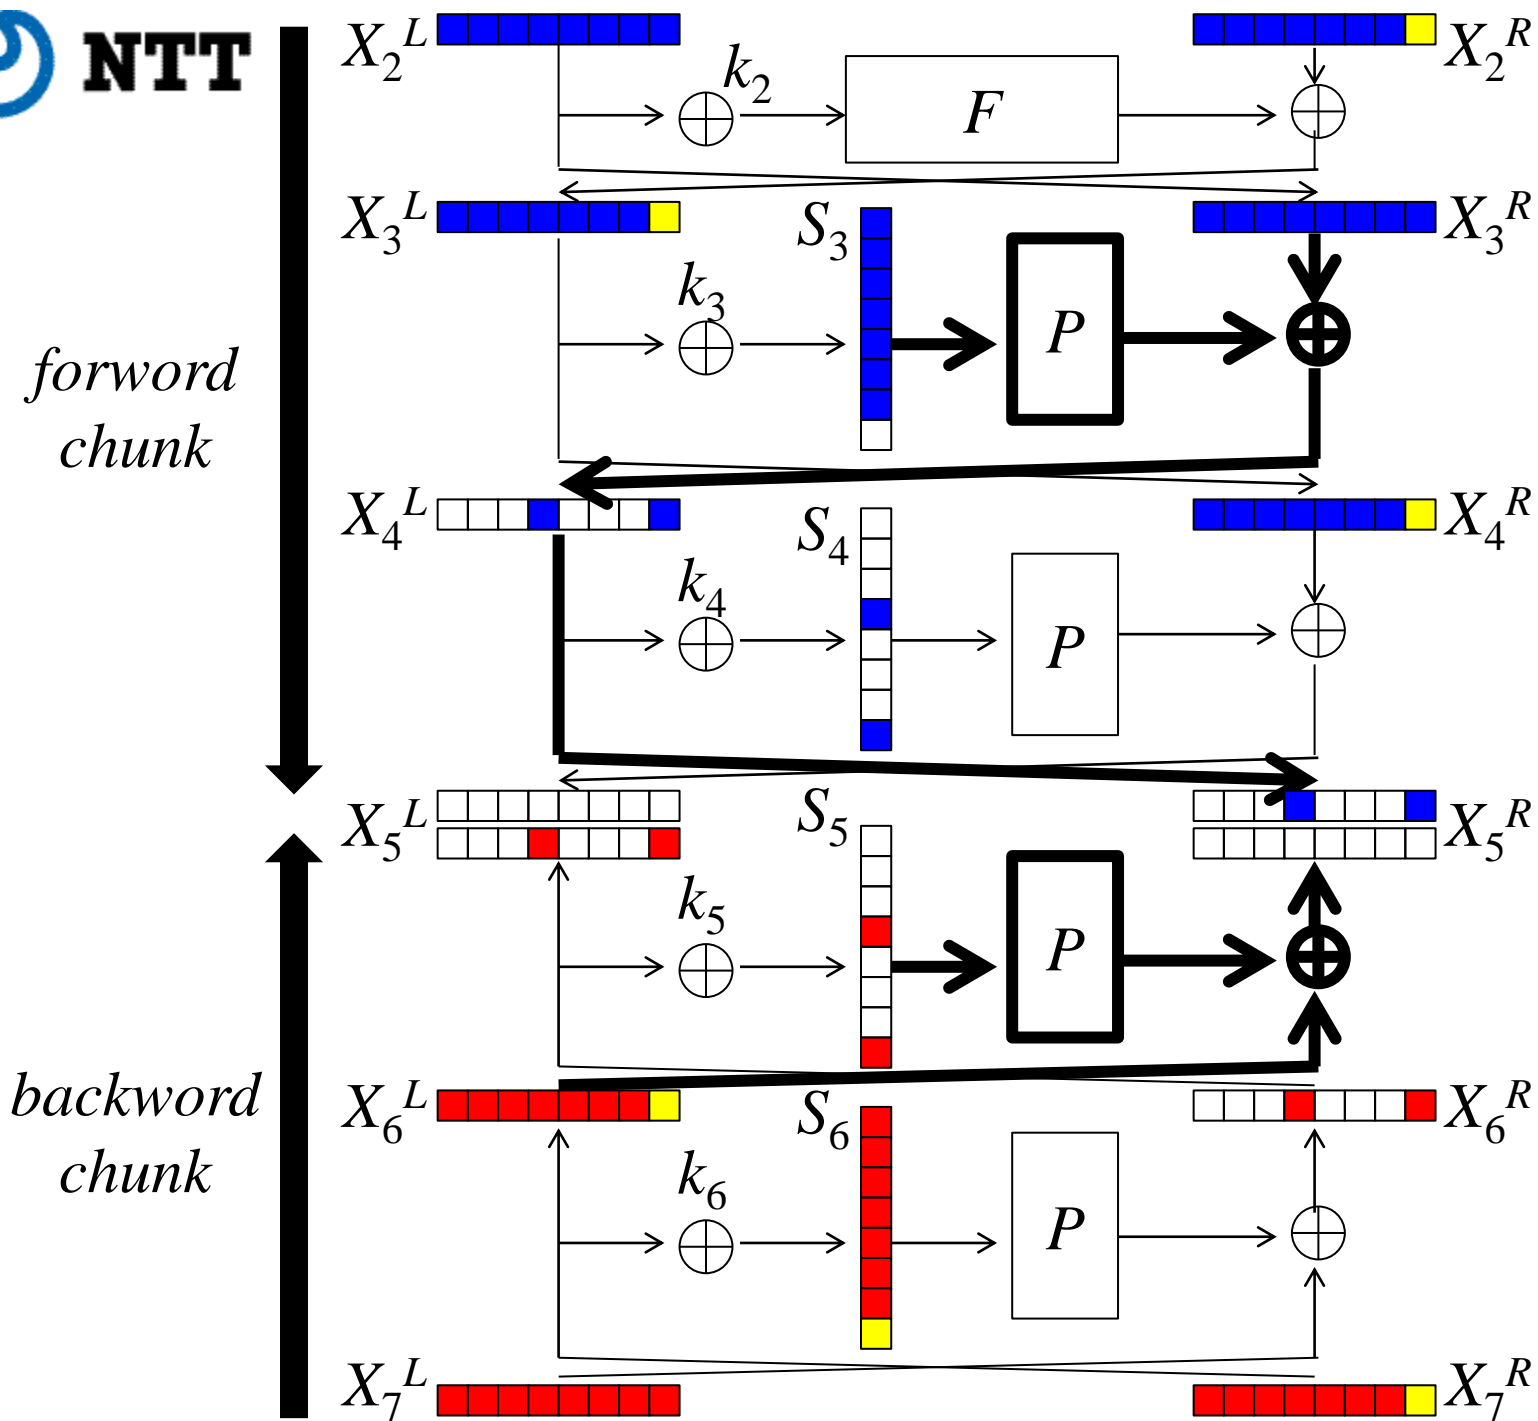 NTT
X₂ᴸ
X₂ᴿ
k₂
F
X₃ᴸ
S₃
X₃ᴿ
k₃
P
forword
chunk
X₄ᴸ
S₄
X₄ᴿ
k₄
P
X₅ᴸ
S₅
X₅ᴿ
k₅
P
backword
chunk
X₆ᴸ
S₆
X₆ᴿ
k₆
P
X₇ᴸ
X₇ᴿ